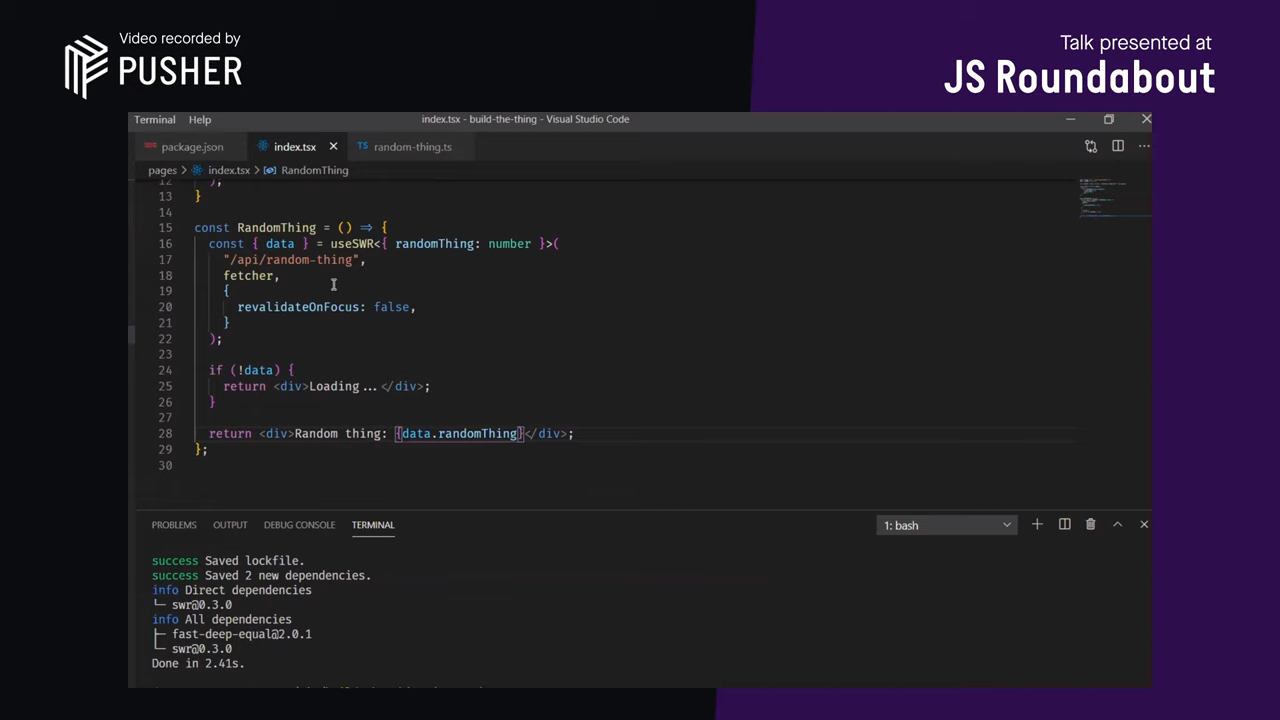 Video recorded by
PUSHER
Talk presented at
JS Roundabout
Terminal Help
index.tsx - build-the-thing - Visual Studio Code
package.json
index.tsx
TS random-thing.ts
pages > index.tsx > RandomThing
12 );
13 }
14
15 const RandomThing = () => {
16 const { data } = useSWR<{ randomThing: number }>(
17 "/api/random-thing",
18 fetcher,
19 {
20 revalidateOnFocus: false,
21 }
22 );
23
24 if (!data) {
25 return <div>Loading...</div>;
26 }
27
28 return <div>Random thing: {data.randomThing}</div>;
29 };
30
PROBLEMS OUTPUT DEBUG CONSOLE TERMINAL
1: bash
success Saved lockfile.
success Saved 2 new dependencies.
info Direct dependencies
└─ swr@0.3.0
info All dependencies
├─ fast-deep-equal@2.0.1
└─ swr@0.3.0
Done in 2.41s.